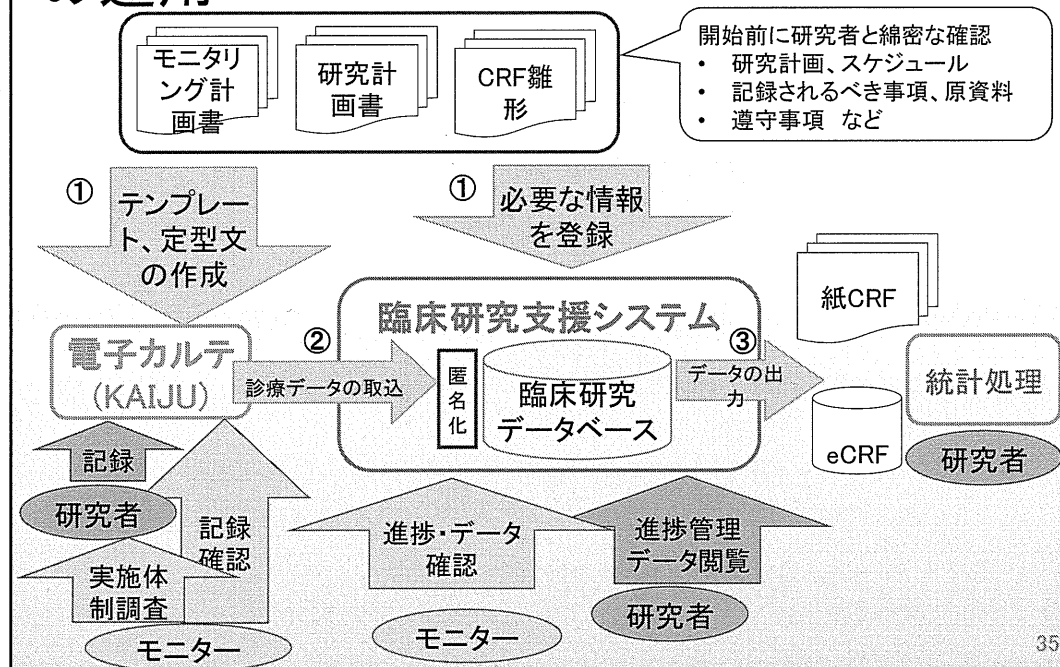 の運用
モニタリ
ング計
画書
研究計
画書
CRF雛
形
開始前に研究者と綿密な確認
• 研究計画、スケジュール
• 記録されるべき事項、原資料
• 遵守事項 など
①
テンプレー
ト、定型文
の作成
①
必要な情報
を登録
電子カルテ
(KAIJU)
②
診療データの取込
臨床研究支援システム
匿
名
化
臨床研究
データベース
③
データの出
力
紙CRF
eCRF
統計処理
研究者
記録
研究者
記録
確認
実施体
制調査
モニター
進捗・データ
確認
モニター
進捗管理
データ閲覧
研究者
35